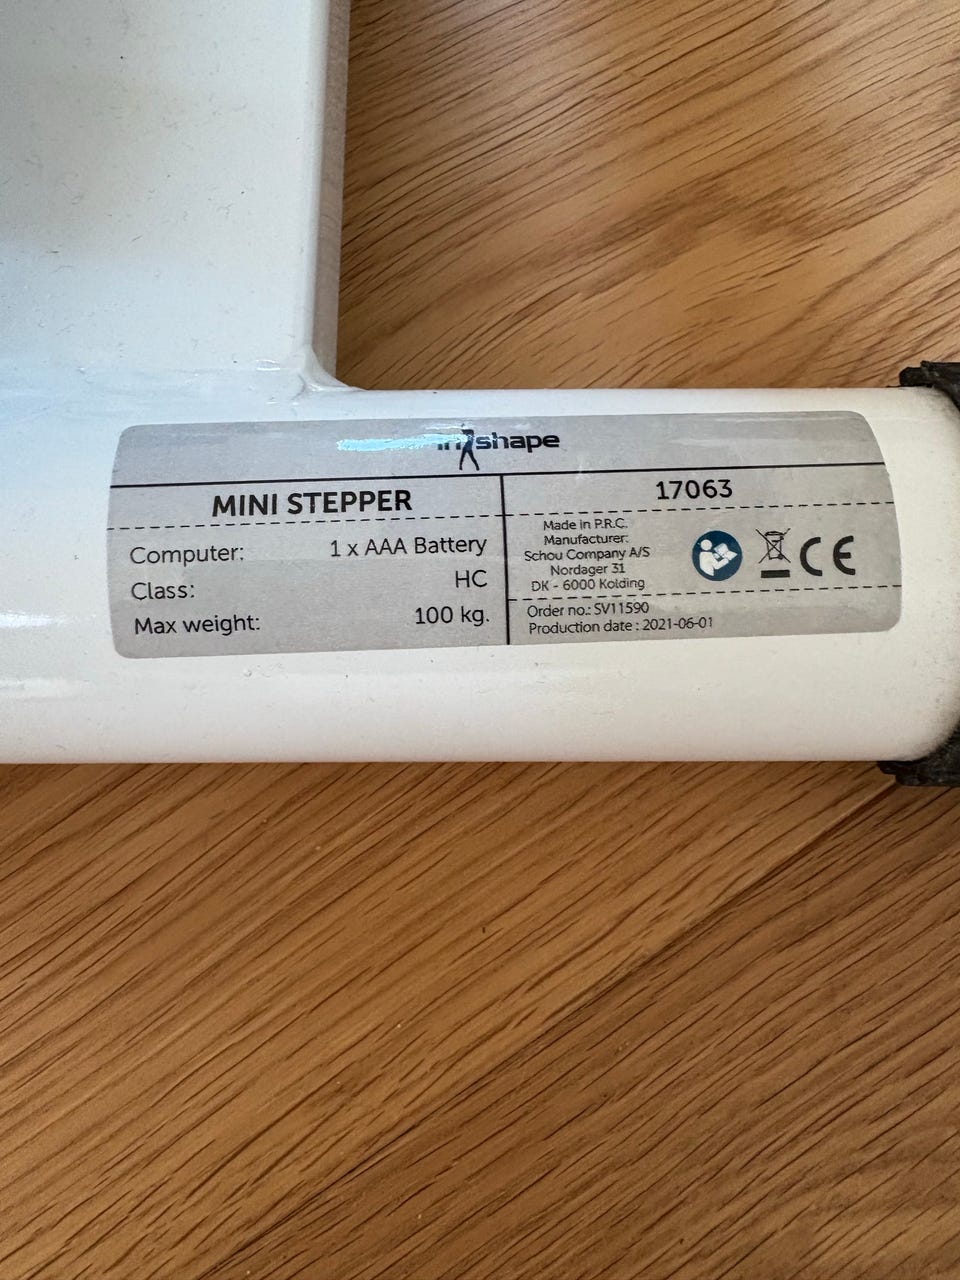 in shape
MINI STEPPER
Computer: 1 x AAA Battery
Class: HC
Max weight: 100 kg.
17063
Made in P.R.C.
Manufacturer:
Schou Company A/S
Nordager 31
DK - 6000 Kolding
CE
Order no.: SV11590
Production date : 2021-06-01